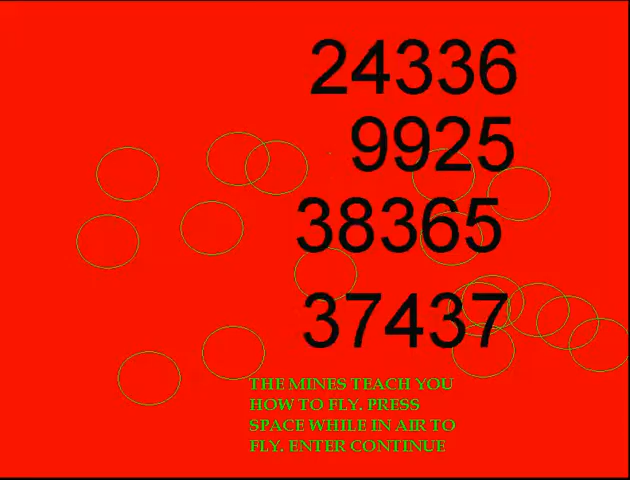 24336
9925
38365
37437
THE MINES TEACH YOU
HOW TO FLY. PRESS
SPACE WHILE IN AIR TO
FLY. ENTER CONTINUE